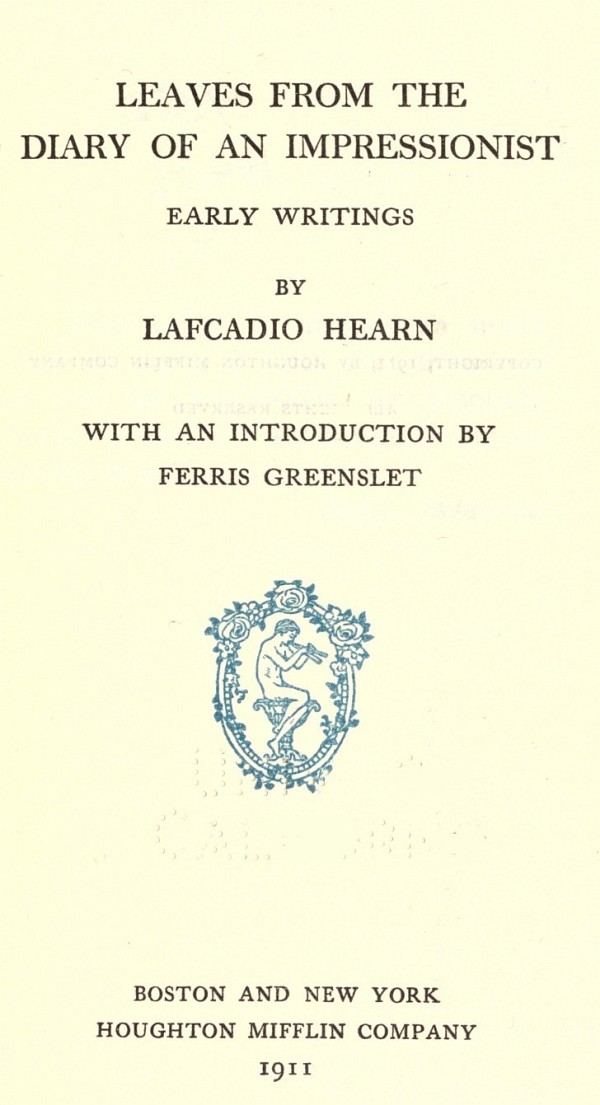 LEAVES FROM THE
DIARY OF AN IMPRESSIONIST
EARLY WRITINGS
BY
LAFCADIO HEARN
WITH AN INTRODUCTION BY
FERRIS GREENSLET
BOSTON AND NEW YORK
HOUGHTON MIFFLIN COMPANY
1911